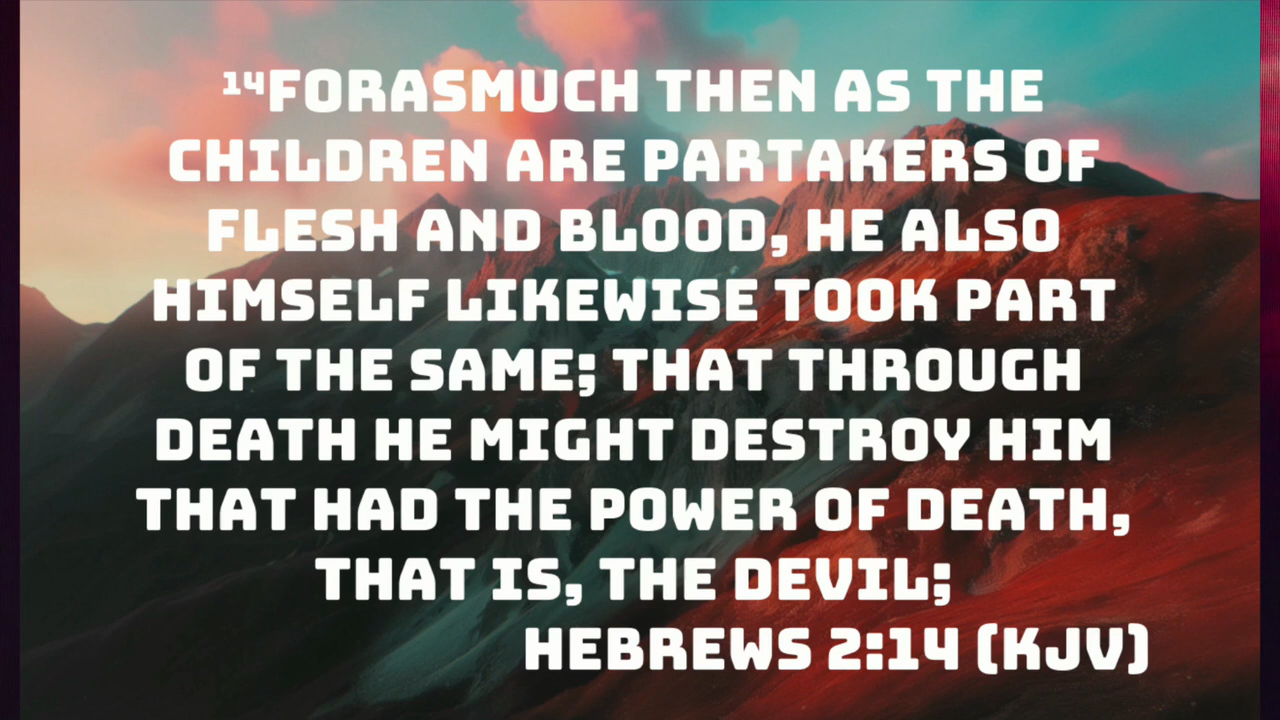 ¹⁴FORASMUCH THEN AS THE
CHILDREN ARE PARTAKERS OF
FLESH AND BLOOD, HE ALSO
HIMSELF LIKEWISE TOOK PART
OF THE SAME; THAT THROUGH
DEATH HE MIGHT DESTROY HIM
THAT HAD THE POWER OF DEATH,
THAT IS, THE DEVIL;
HEBREWS 2:14 (KJV)